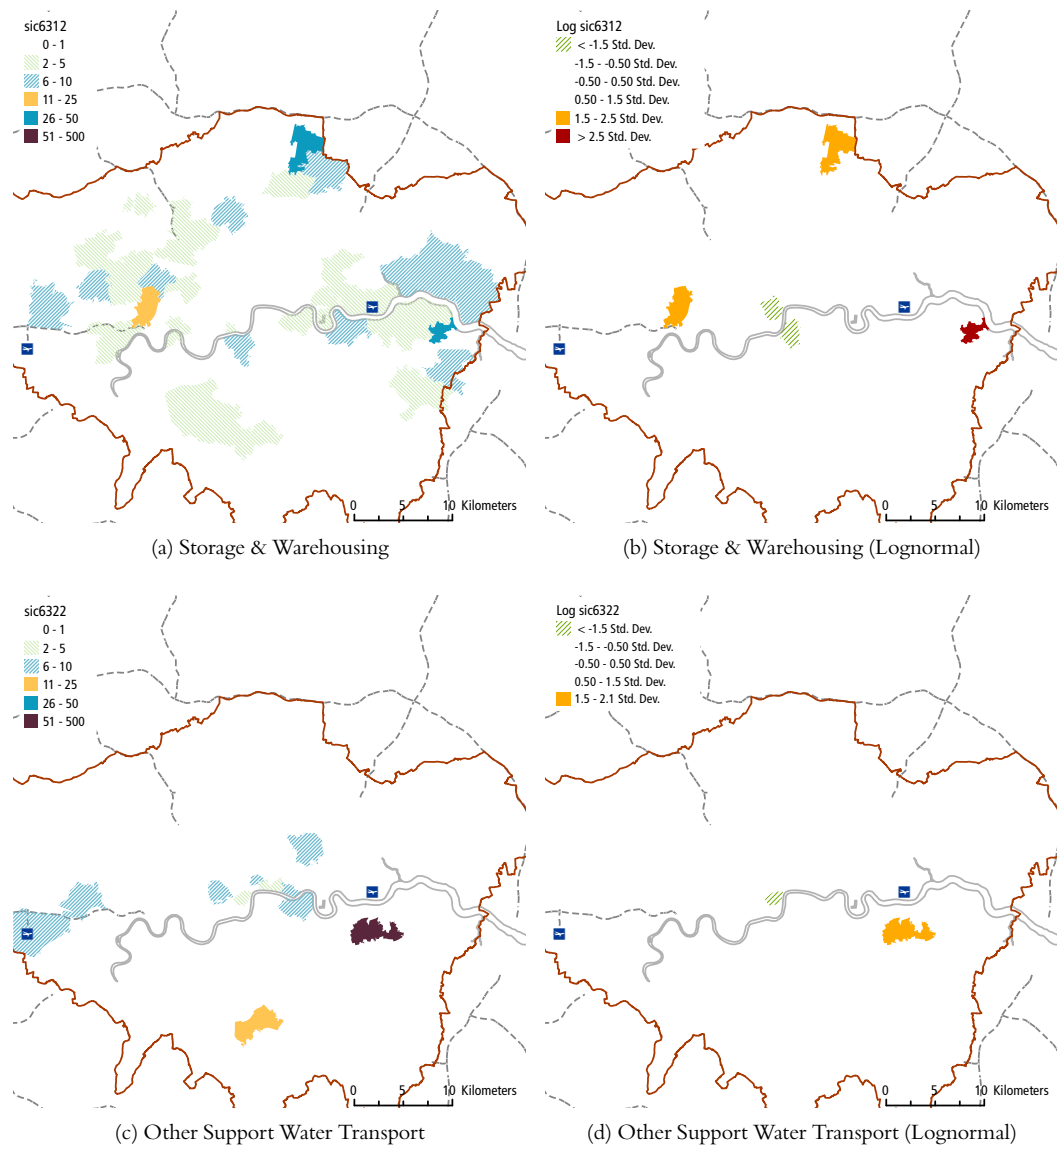 sic6312
0 - 1
2 - 5
6 - 10
11 - 25
26 - 50
51 - 500
0 5 10 Kilometers
(a) Storage & Warehousing
Log sic6312
< -1.5 Std. Dev.
-1.5 - -0.50 Std. Dev.
-0.50 - 0.50 Std. Dev.
0.50 - 1.5 Std. Dev.
1.5 - 2.5 Std. Dev.
> 2.5 Std. Dev.
0 5 10 Kilometers
(b) Storage & Warehousing (Lognormal)
sic6322
0 - 1
2 - 5
6 - 10
11 - 25
26 - 50
51 - 500
0 5 10 Kilometers
(c) Other Support Water Transport
Log sic6322
< -1.5 Std. Dev.
-1.5 - -0.50 Std. Dev.
-0.50 - 0.50 Std. Dev.
0.50 - 1.5 Std. Dev.
1.5 - 2.1 Std. Dev.
0 5 10 Kilometers
(d) Other Support Water Transport (Lognormal)